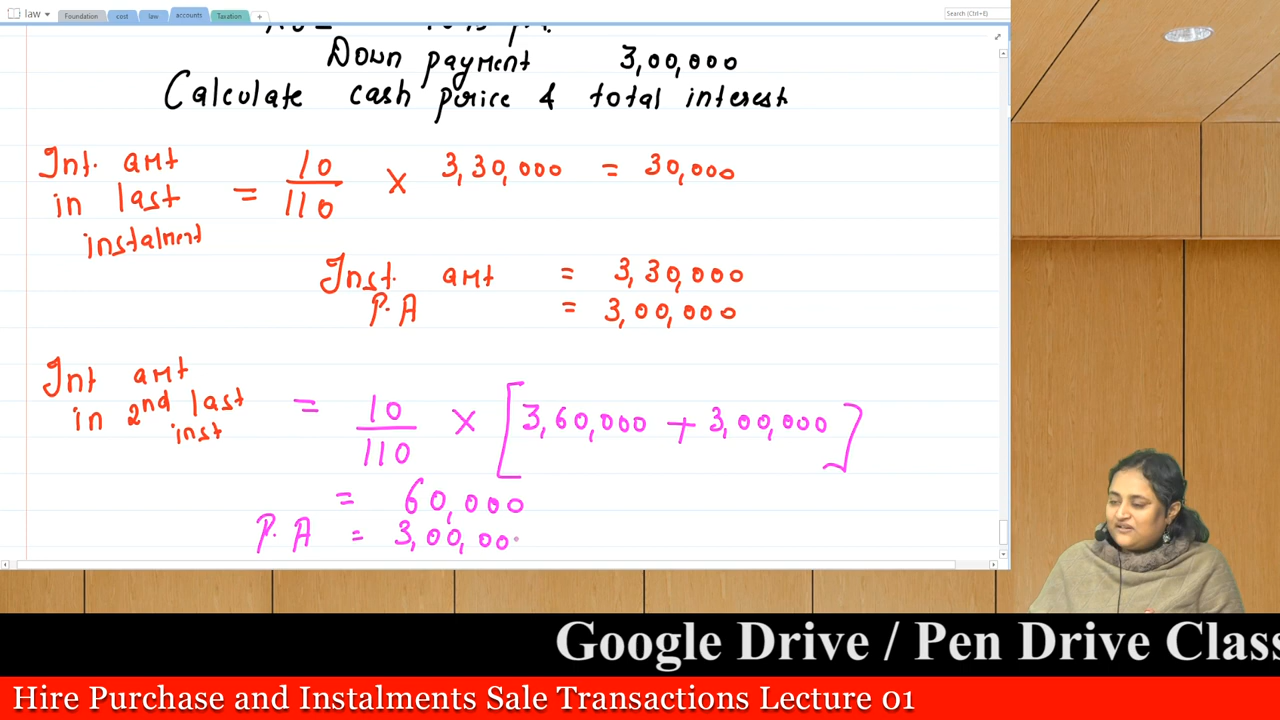 law Foundation cost law accounts Taxation + Search (Ctrl+E)
Down payment 3,00,000
Calculate cash price & total interest
Int. amt in last instalment = 10/110 × 3,30,000 = 30,000
Inst. amt = 3,30,000
P.A = 3,00,000
Int amt in 2nd last inst = 10/110 × [3,60,000 + 3,00,000]
= 60,000
P.A = 3,00,00
Google Drive / Pen Drive Class
Hire Purchase and Instalments Sale Transactions Lecture 01